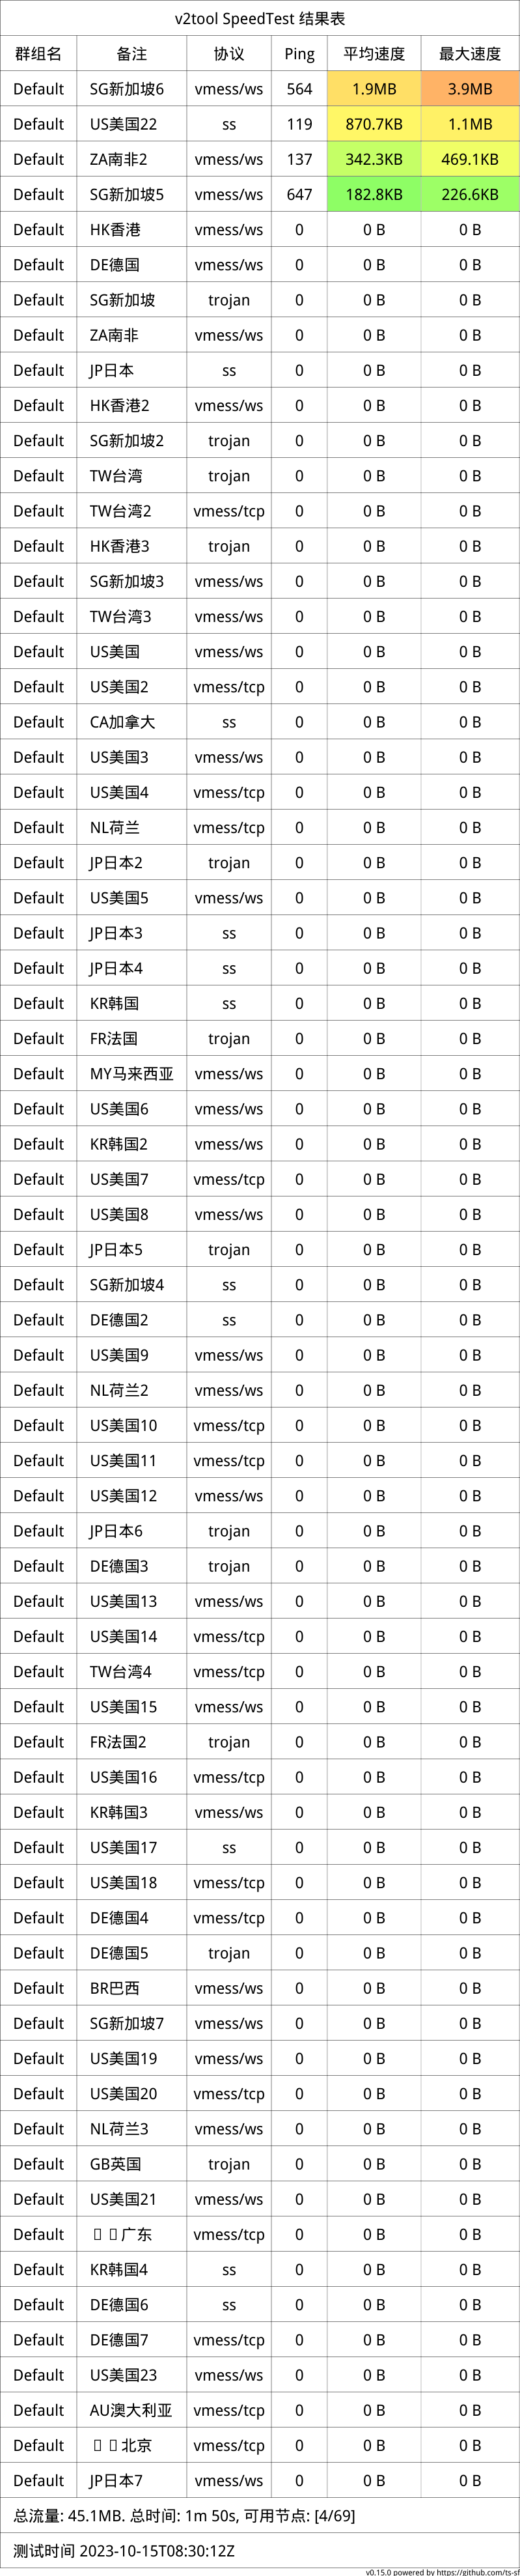 v2tool SpeedTest 结果表
群组名 备注 协议 Ping 平均速度 最大速度
Default SG新加坡6 vmess/ws 564 1.9MB 3.9MB
Default US美国22 ss 119 870.7KB 1.1MB
Default ZA南非2 vmess/ws 137 342.3KB 469.1KB
Default SG新加坡5 vmess/ws 647 182.8KB 226.6KB
Default HK香港 vmess/ws 0 0 B 0 B
Default DE德国 vmess/ws 0 0 B 0 B
Default SG新加坡 trojan 0 0 B 0 B
Default ZA南非 vmess/ws 0 0 B 0 B
Default JP日本 ss 0 0 B 0 B
Default HK香港2 vmess/ws 0 0 B 0 B
Default SG新加坡2 trojan 0 0 B 0 B
Default TW台湾 trojan 0 0 B 0 B
Default TW台湾2 vmess/tcp 0 0 B 0 B
Default HK香港3 trojan 0 0 B 0 B
Default SG新加坡3 vmess/ws 0 0 B 0 B
Default TW台湾3 vmess/ws 0 0 B 0 B
Default US美国 vmess/ws 0 0 B 0 B
Default US美国2 vmess/tcp 0 0 B 0 B
Default CA加拿大 ss 0 0 B 0 B
Default US美国3 vmess/ws 0 0 B 0 B
Default US美国4 vmess/tcp 0 0 B 0 B
Default NL荷兰 vmess/tcp 0 0 B 0 B
Default JP日本2 trojan 0 0 B 0 B
Default US美国5 vmess/ws 0 0 B 0 B
Default JP日本3 ss 0 0 B 0 B
Default JP日本4 ss 0 0 B 0 B
Default KR韩国 ss 0 0 B 0 B
Default FR法国 trojan 0 0 B 0 B
Default MY马来西亚 vmess/ws 0 0 B 0 B
Default US美国6 vmess/ws 0 0 B 0 B
Default KR韩国2 vmess/ws 0 0 B 0 B
Default US美国7 vmess/tcp 0 0 B 0 B
Default US美国8 vmess/ws 0 0 B 0 B
Default JP日本5 trojan 0 0 B 0 B
Default SG新加坡4 ss 0 0 B 0 B
Default DE德国2 ss 0 0 B 0 B
Default US美国9 vmess/ws 0 0 B 0 B
Default NL荷兰2 vmess/ws 0 0 B 0 B
Default US美国10 vmess/tcp 0 0 B 0 B
Default US美国11 vmess/tcp 0 0 B 0 B
Default US美国12 vmess/ws 0 0 B 0 B
Default JP日本6 trojan 0 0 B 0 B
Default DE德国3 trojan 0 0 B 0 B
Default US美国13 vmess/ws 0 0 B 0 B
Default US美国14 vmess/tcp 0 0 B 0 B
Default TW台湾4 vmess/tcp 0 0 B 0 B
Default US美国15 vmess/ws 0 0 B 0 B
Default FR法国2 trojan 0 0 B 0 B
Default US美国16 vmess/tcp 0 0 B 0 B
Default KR韩国3 vmess/ws 0 0 B 0 B
Default US美国17 ss 0 0 B 0 B
Default US美国18 vmess/tcp 0 0 B 0 B
Default DE德国4 vmess/tcp 0 0 B 0 B
Default DE德国5 trojan 0 0 B 0 B
Default BR巴西 vmess/ws 0 0 B 0 B
Default SG新加坡7 vmess/ws 0 0 B 0 B
Default US美国19 vmess/ws 0 0 B 0 B
Default US美国20 vmess/tcp 0 0 B 0 B
Default NL荷兰3 vmess/ws 0 0 B 0 B
Default GB英国 trojan 0 0 B 0 B
Default US美国21 vmess/ws 0 0 B 0 B
Default 广东 vmess/tcp 0 0 B 0 B
Default KR韩国4 ss 0 0 B 0 B
Default DE德国6 ss 0 0 B 0 B
Default DE德国7 vmess/tcp 0 0 B 0 B
Default US美国23 vmess/ws 0 0 B 0 B
Default AU澳大利亚 vmess/tcp 0 0 B 0 B
Default 北京 vmess/tcp 0 0 B 0 B
Default JP日本7 vmess/ws 0 0 B 0 B
总流量: 45.1MB. 总时间: 1m 50s, 可用节点: [4/69]
测试时间 2023-10-15T08:30:12Z
v0.15.0 powered by https://github.com/ts-sf